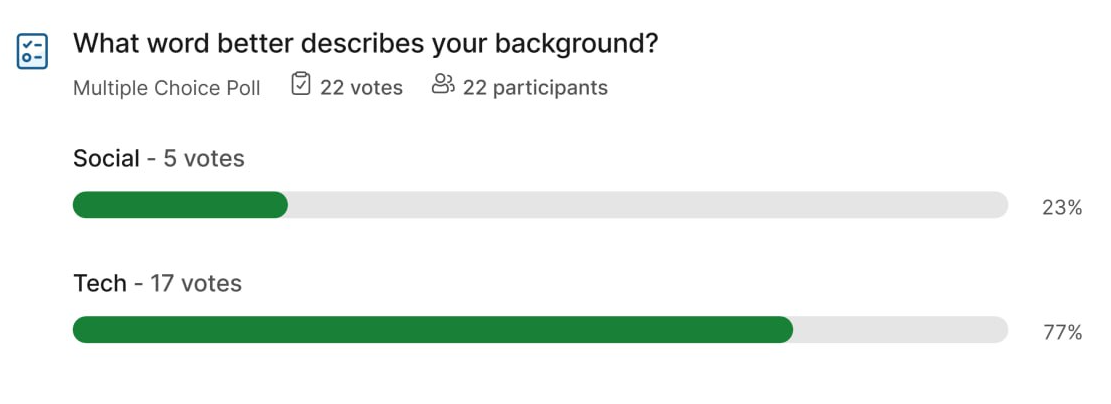 What word better describes your background?
Multiple Choice Poll 22 votes 22 participants
Social - 5 votes
23%
Tech - 17 votes
77%